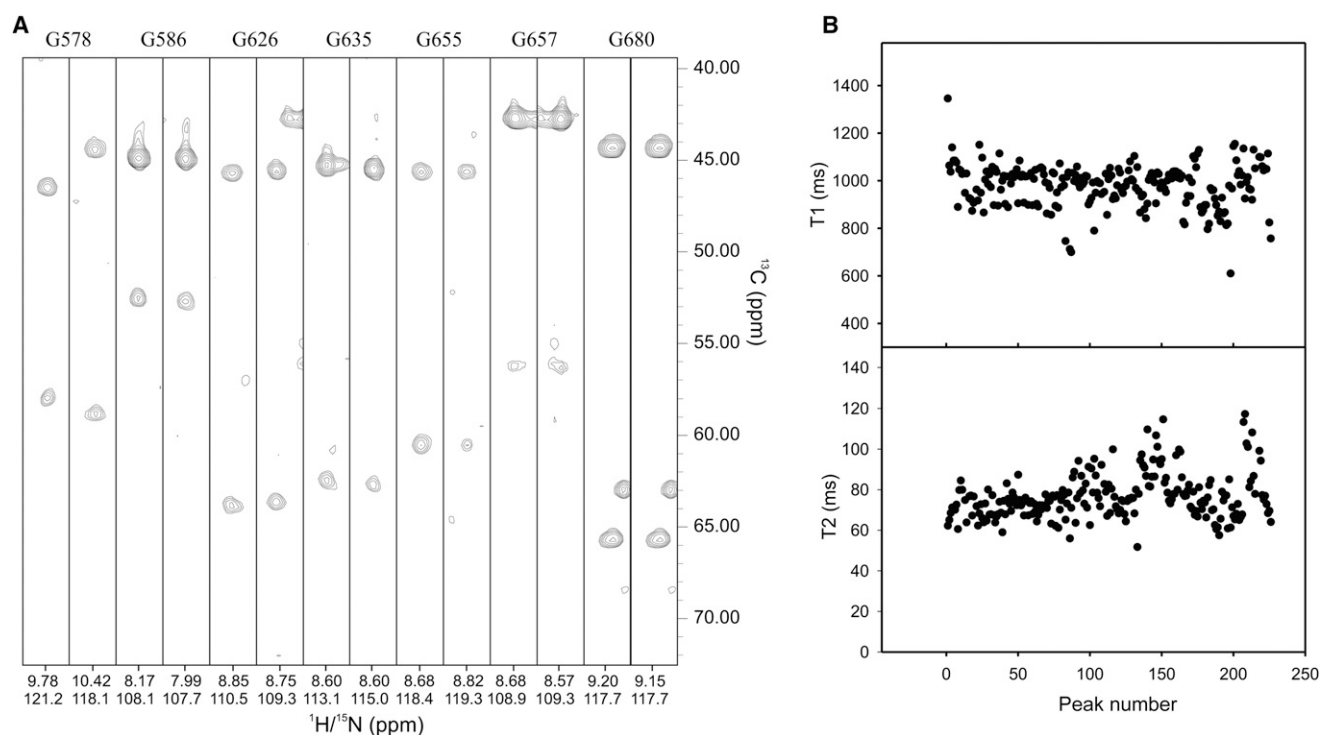 A
G578 G586 G626 G635 G655 G657 G680
40.00
45.00
50.00
55.00
60.00
65.00
70.00
¹³C (ppm)
9.78 10.42 8.17 7.99 8.85 8.75 8.60 8.60 8.68 8.82 8.68 8.57 9.20 9.15
121.2 118.1 108.1 107.7 110.5 109.3 113.1 115.0 118.4 119.3 108.9 109.3 117.7 117.7
¹H/¹⁵N (ppm)
B
1400
1200
1000
800
600
400
T1 (ms)
140
120
100
80
60
40
20
0
T2 (ms)
-50 0 50 100 150 200 250
Peak number